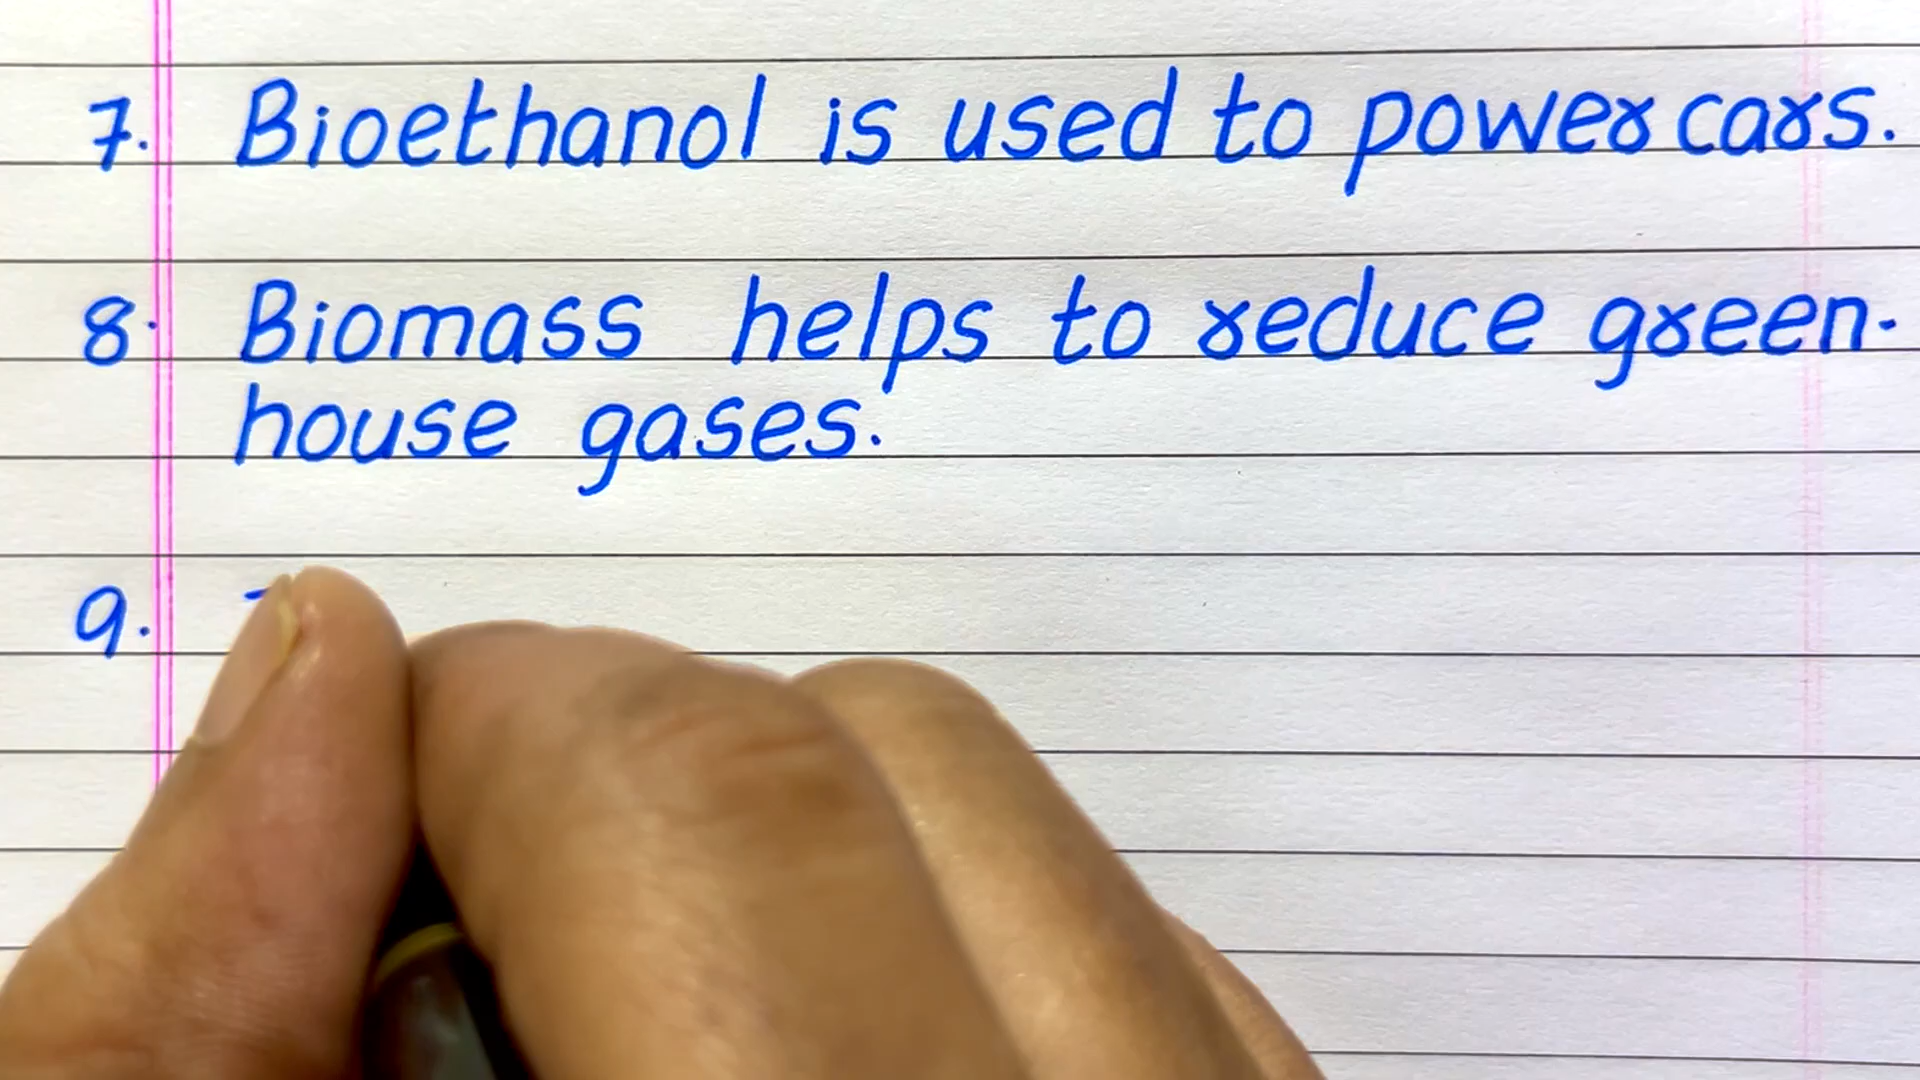 7. Bioethanol is used to power cars.
8. Biomass helps to reduce green-
house gases.
9.